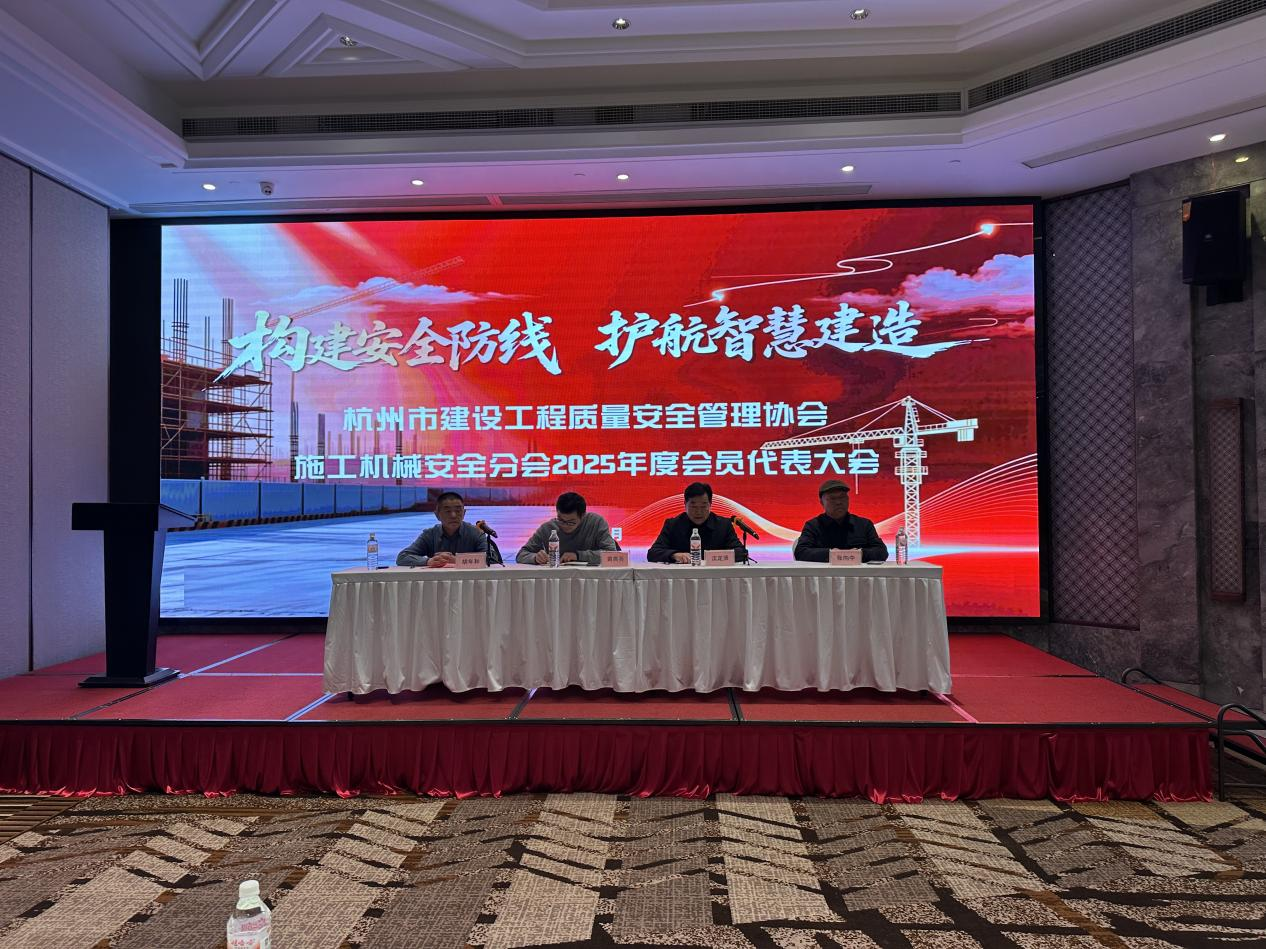 构建安全防线 护航智慧建造
杭州市建设工程质量安全管理协会
施工机械安全分会2025年度会员代表大会